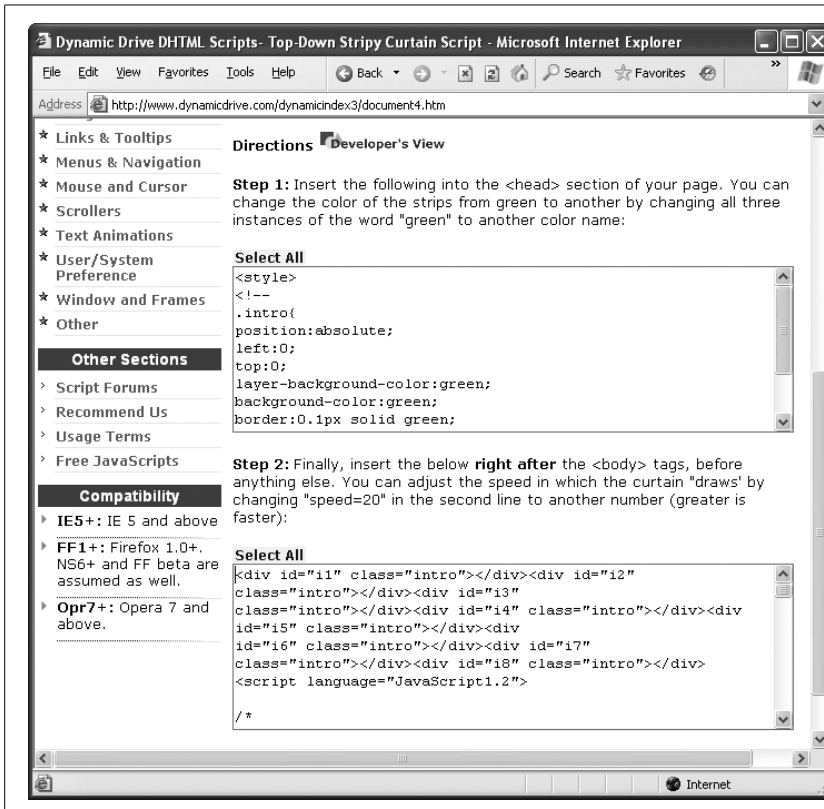 Dynamic Drive DHTML Scripts- Top-Down Stripy Curtain Script - Microsoft Internet Explorer
File Edit View Favorites Tools Help Back Search Favorites »
Address http://www.dynamicdrive.com/dynamicindex3/document4.htm
* Links & Tooltips
* Menus & Navigation
* Mouse and Cursor
* Scrollers
* Text Animations
* User/System
Preference
* Window and Frames
* Other
Other Sections
› Script Forums
› Recommend Us
› Usage Terms
› Free JavaScripts
Compatibility
IE5+: IE 5 and above
FF1+: Firefox 1.0+.
NS6+ and FF beta are
assumed as well.
Opr7+: Opera 7 and
above.
Directions Developer's View
Step 1: Insert the following into the <head> section of your page. You can
change the color of the strips from green to another by changing all three
instances of the word "green" to another color name:
Select All
<style>
<!--
.intro{
position:absolute;
left:0;
top:0;
layer-background-color:green;
background-color:green;
border:0.1px solid green;
Step 2: Finally, insert the below right after the <body> tags, before
anything else. You can adjust the speed in which the curtain "draws' by
changing "speed=20" in the second line to another number (greater is
faster):
Select All
<div id="i1" class="intro"></div><div id="i2"
class="intro"></div><div id="i3"
class="intro"></div><div id="i4" class="intro"></div><div
id="i5" class="intro"></div><div
id="i6" class="intro"></div><div id="i7"
class="intro"></div><div id="i8" class="intro"></div>
<script language="JavaScript1.2">
/*
Internet